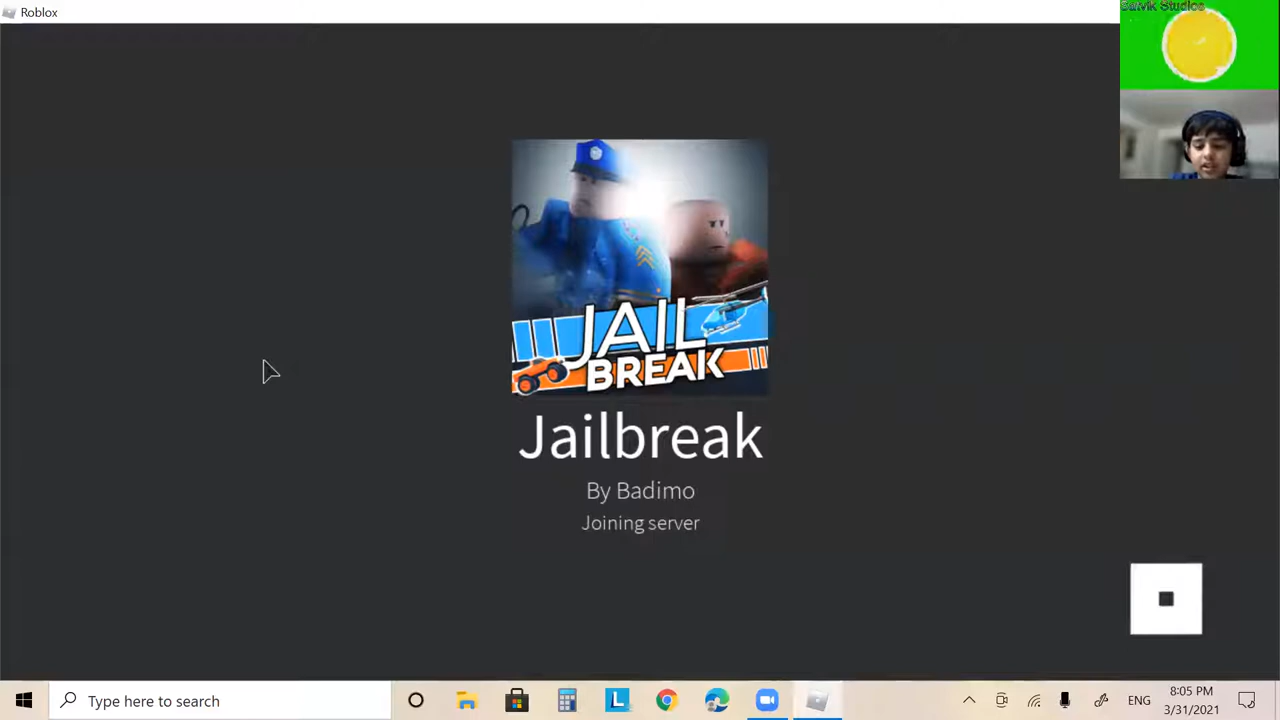 Roblox
Satvik Studios
JAIL
BREAK
Jailbreak
By Badimo
Joining server
Type here to search
L
ENG
8:05 PM
3/31/2021